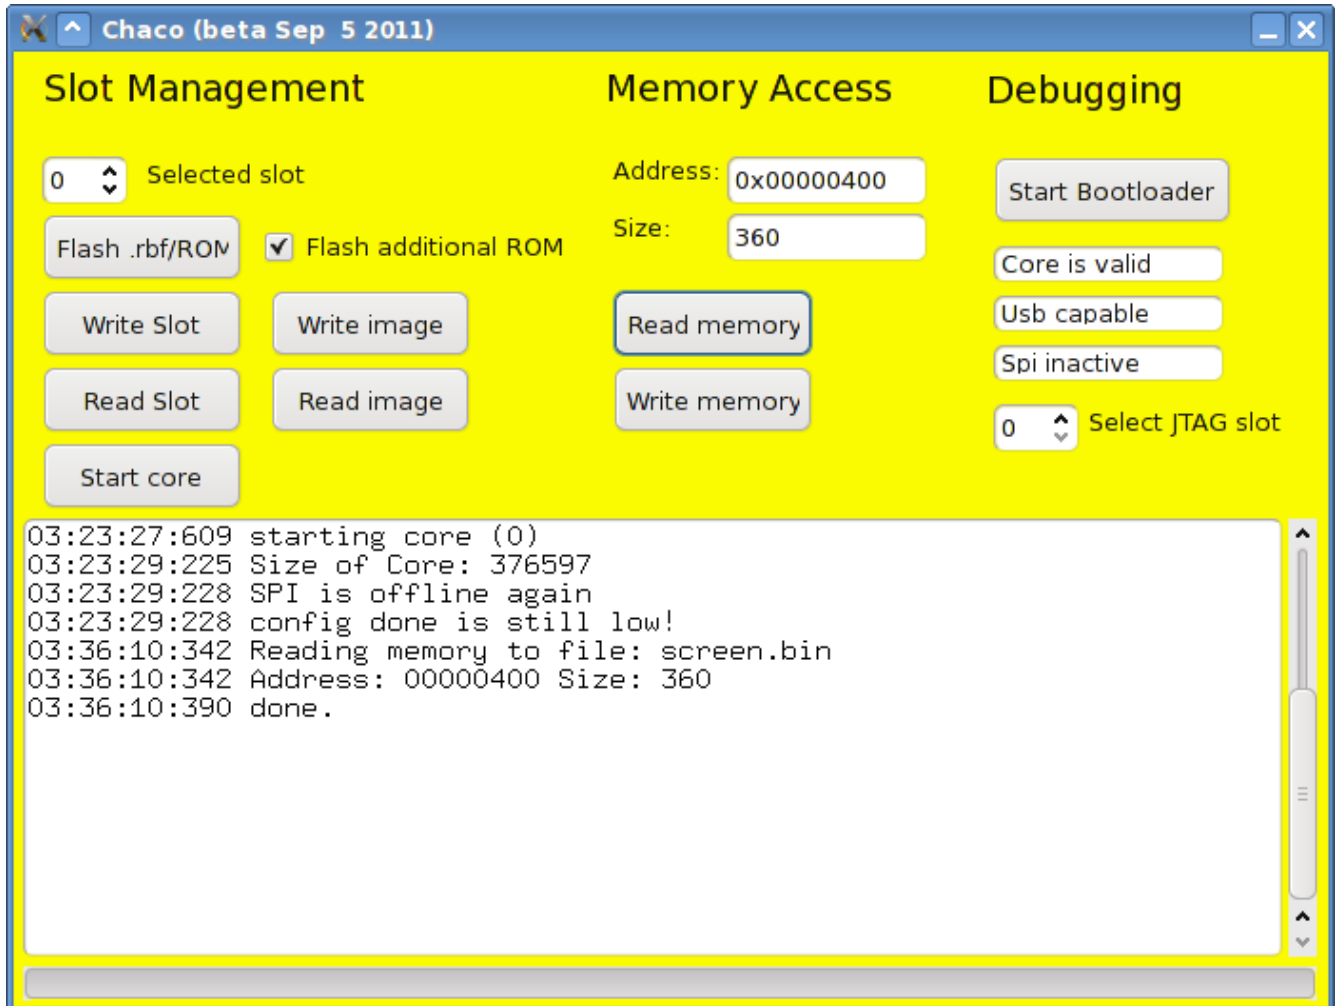 Chaco (beta Sep  5 2011)
Slot Management
Memory Access
Debugging
0
Selected slot
Address:
0x00000400
Start Bootloader
Flash .rbf/ROM
Flash additional ROM
Size:
360
Core is valid
Write Slot
Write image
Read memory
Usb capable
Spi inactive
Read Slot
Read image
Write memory
0
Select JTAG slot
Start core
03:23:27:609 starting core (0)
03:23:29:225 Size of Core: 376597
03:23:29:228 SPI is offline again
03:23:29:228 config done is still low!
03:36:10:342 Reading memory to file: screen.bin
03:36:10:342 Address: 00000400 Size: 360
03:36:10:390 done.